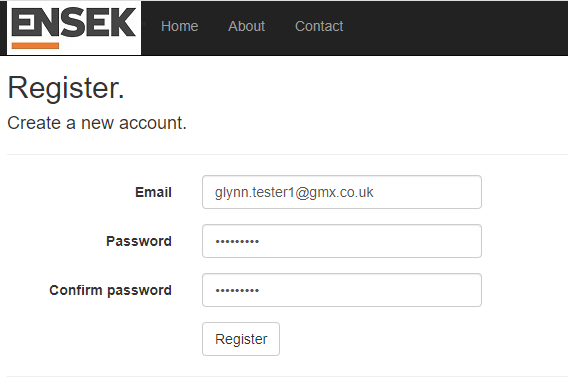 ENSEK Home About Contact
Register.
Create a new account.
Email glynn.tester1@gmx.co.uk
Password •••••••••
Confirm password •••••••••
Register